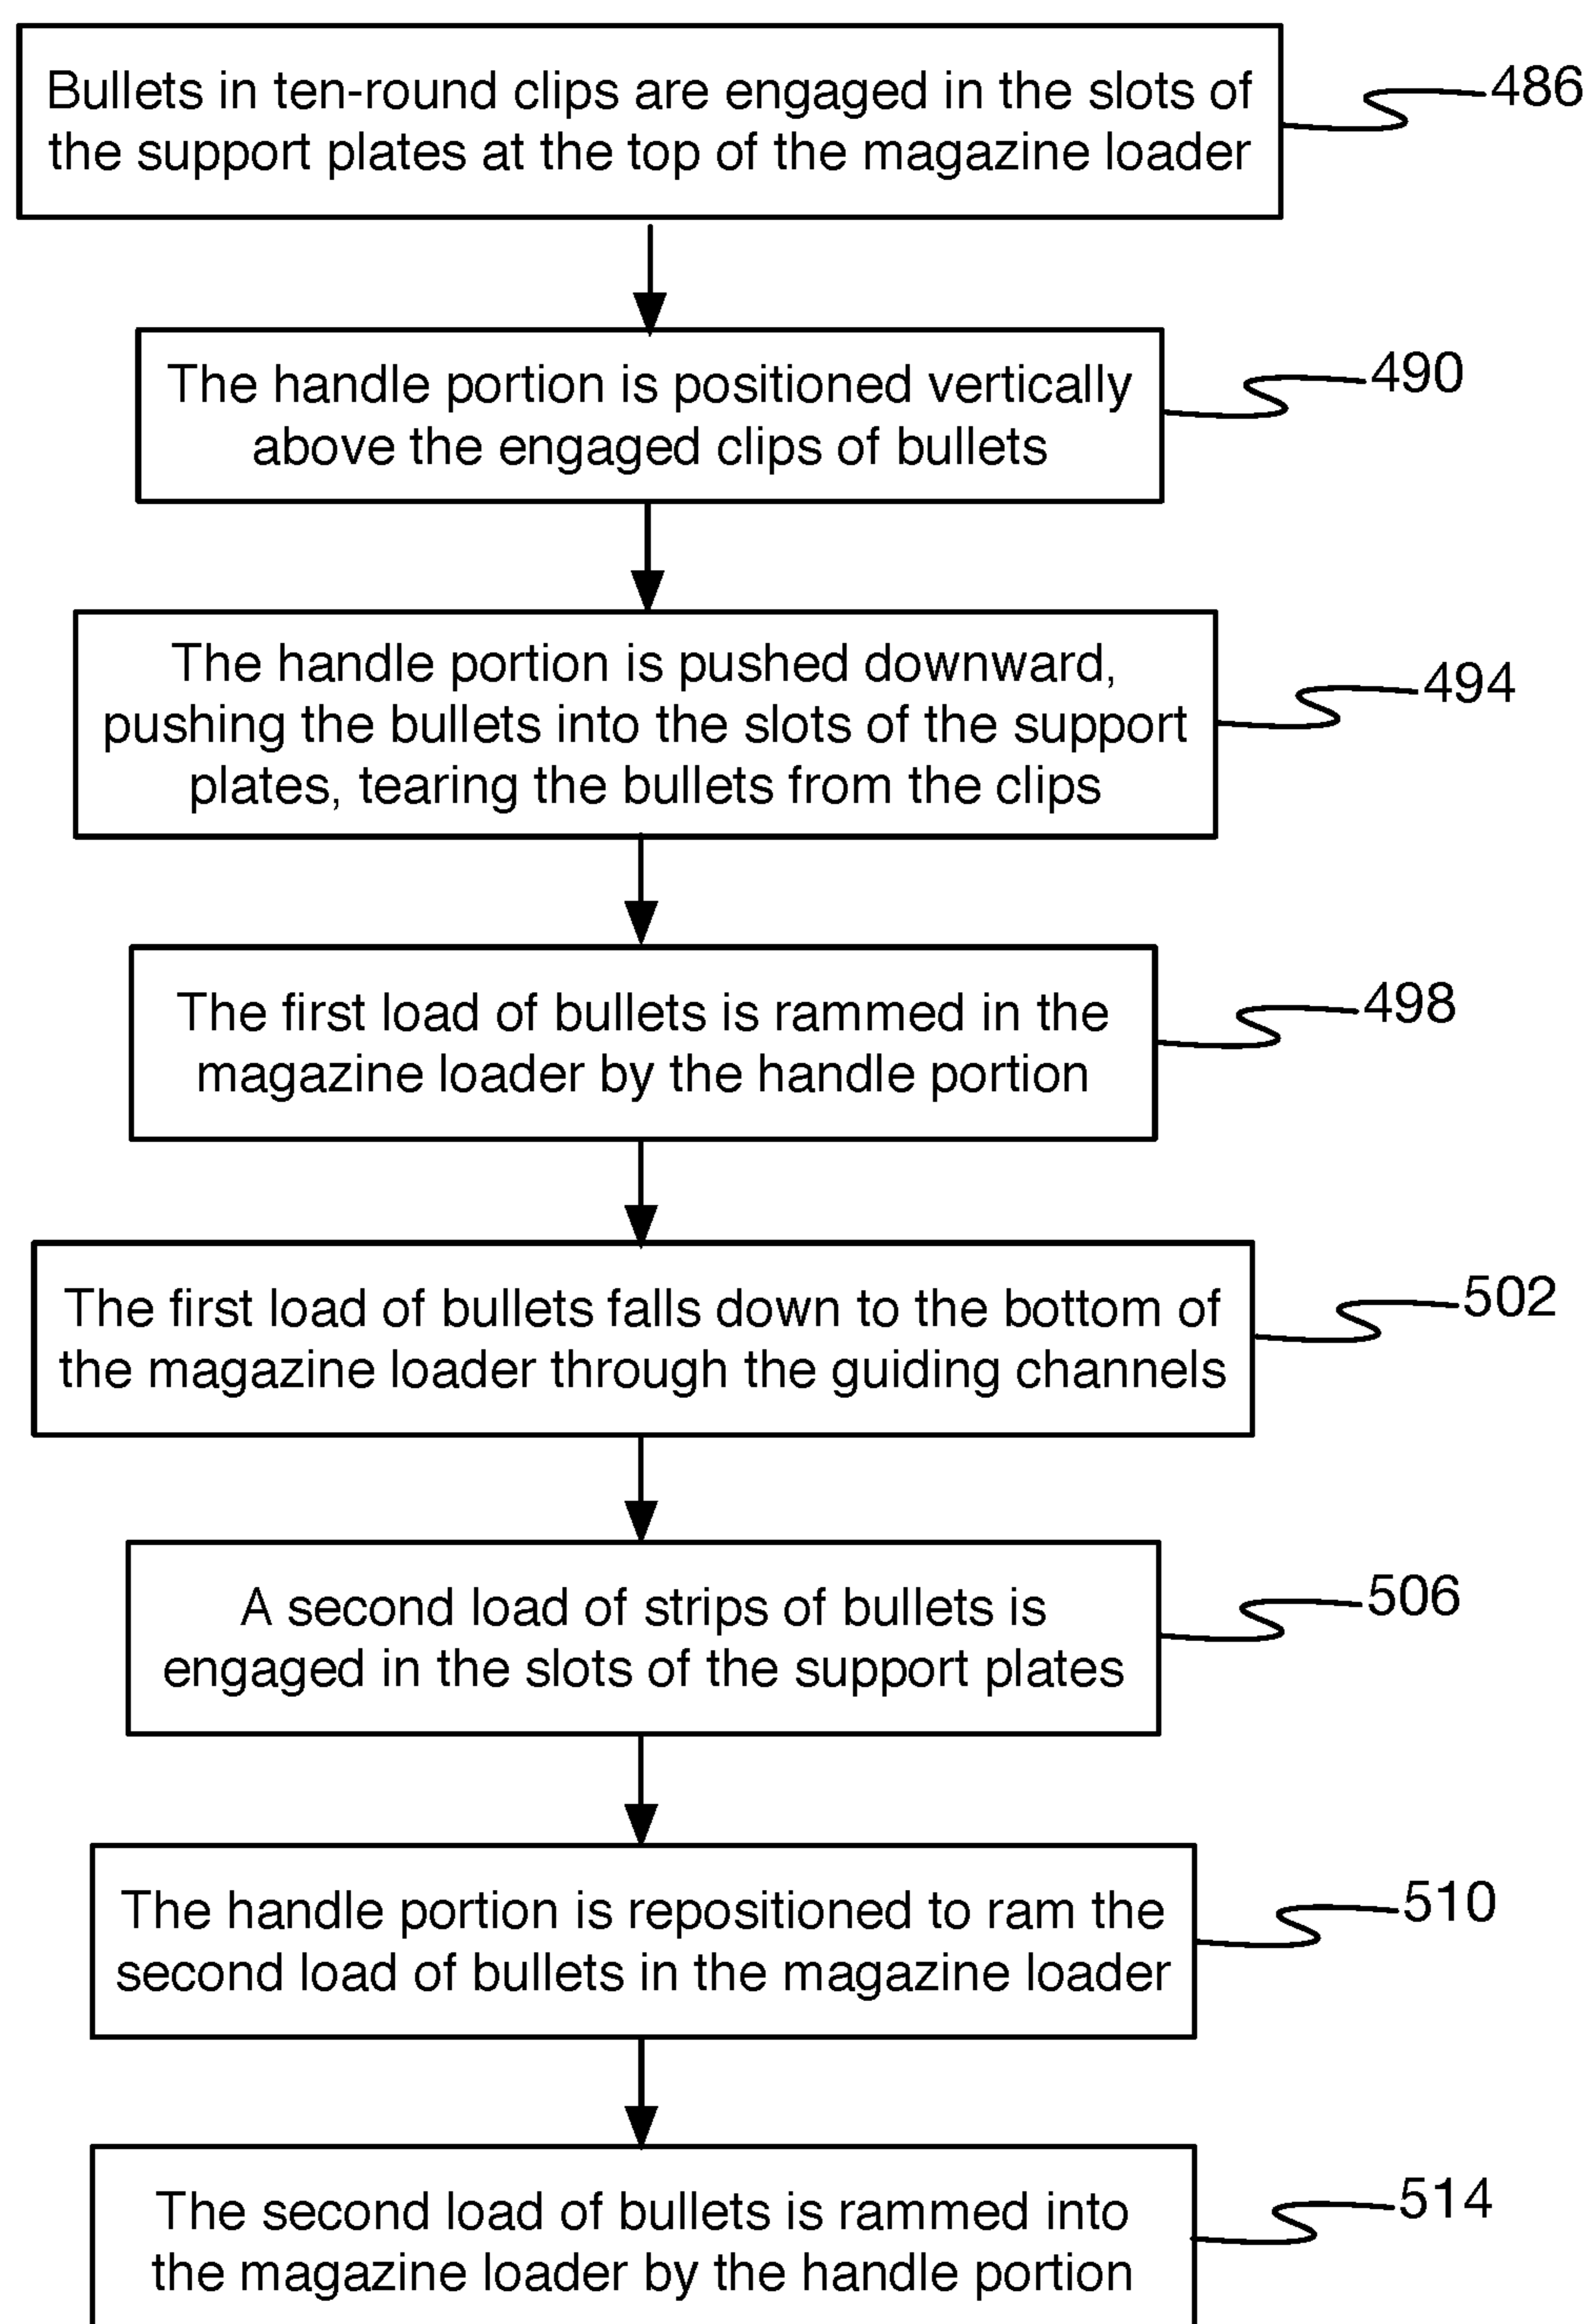 Bullets in ten-round clips are engaged in the slots of
the support plates at the top of the magazine loader
486
The handle portion is positioned vertically
above the engaged clips of bullets
490
The handle portion is pushed downward,
pushing the bullets into the slots of the support
plates, tearing the bullets from the clips
494
The first load of bullets is rammed in the
magazine loader by the handle portion
498
The first load of bullets falls down to the bottom of
the magazine loader through the guiding channels
502
A second load of strips of bullets is
engaged in the slots of the support plates
506
The handle portion is repositioned to ram the
second load of bullets in the magazine loader
510
The second load of bullets is rammed into
the magazine loader by the handle portion
514